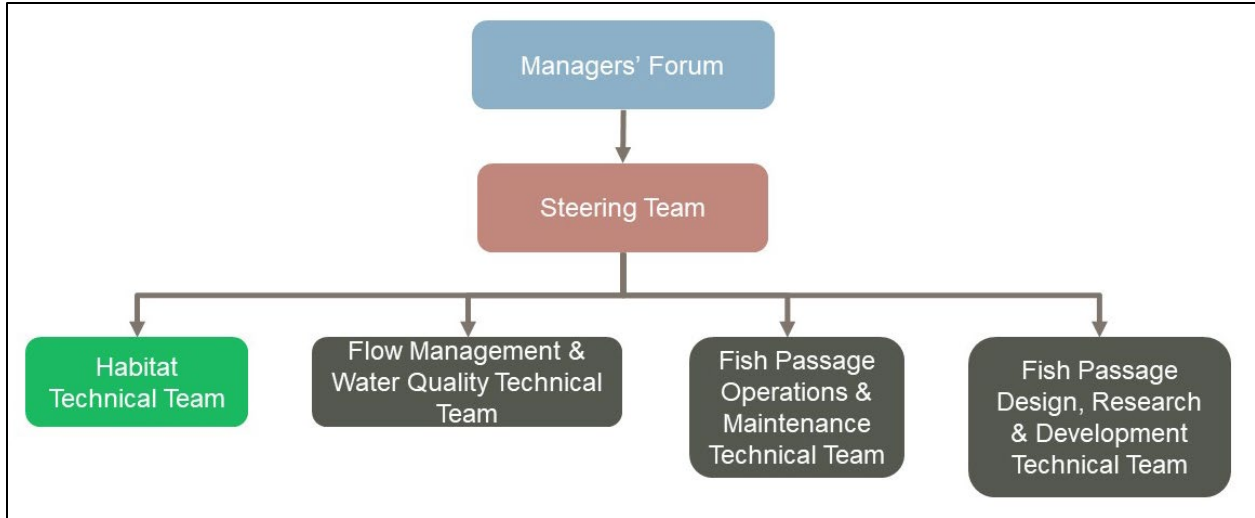 Managers’ Forum
Steering Team
Habitat
Technical Team
Flow Management &
Water Quality Technical
Team
Fish Passage
Operations &
Maintenance
Technical Team
Fish Passage
Design, Research
& Development
Technical Team